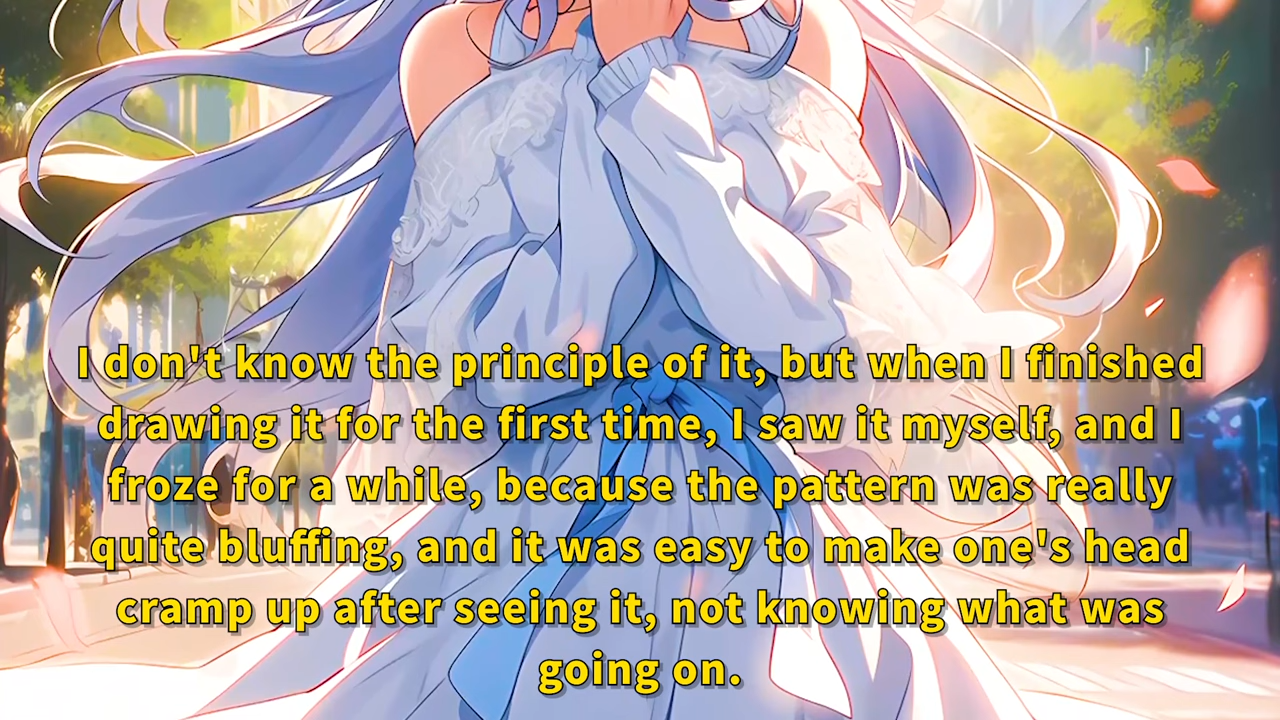 I don't know the principle of it, but when I finished
drawing it for the first time, I saw it myself, and I
froze for a while, because the pattern was really
quite bluffing, and it was easy to make one's head
cramp up after seeing it, not knowing what was
going on.